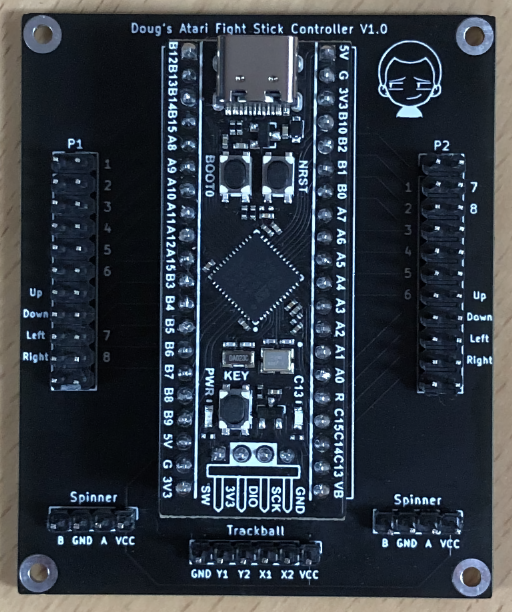 Doug's Atari Fight Stick Controller V1.0
P1
1
2
3
4
5
6
Up
Down
Left 7
Right 8
B12
B13
B14
B15
A8
A9
A10
A11
A12
A15
B3
B4
B5
B6
B7
B8
B9
5V
G
3V3
BOOT0
NRST
KEY
PWR
C13
SW
3V3
DIO
SCK
GND
5V
G
3V3
B10
B2
B1
B0
A7
A6
A5
A4
A3
A2
A1
A0
R
C15
C14
C13
VB
P2
1 7
2 8
3
4
5
6
Up
Down
Left
Right
Spinner
B GND A VCC
Trackball
GND Y1 Y2 X1 X2 VCC
Spinner
B GND A VCC